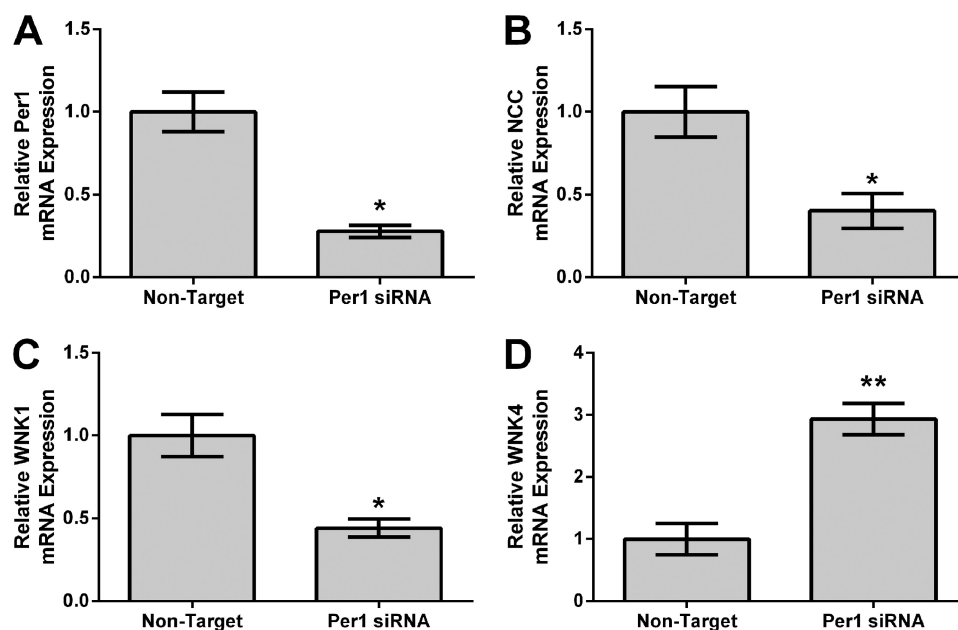 A
Relative Per1
mRNA Expression
1.5
1.0
0.5
0.0
*
Non-Target
Per1 siRNA
B
Relative NCC
mRNA Expression
1.5
1.0
0.5
0.0
*
Non-Target
Per1 siRNA
C
Relative WNK1
mRNA Expression
1.5
1.0
0.5
0.0
*
Non-Target
Per1 siRNA
D
Relative WNK4
mRNA Expression
4
3
2
1
0
**
Non-Target
Per1 siRNA